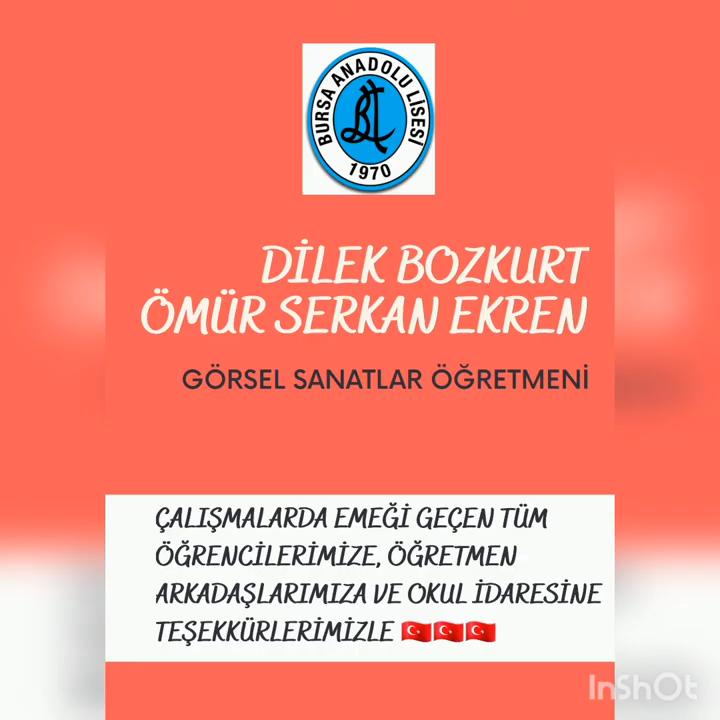 BURSA ANADOLU LİSESİ
1970
DİLEK BOZKURT
ÖMÜR SERKAN EKREN
GÖRSEL SANATLAR ÖĞRETMENİ
ÇALIŞMALARDA EMEĞİ GEÇEN TÜM
ÖĞRENCİLERİMİZE, ÖĞRETMEN
ARKADAŞLARIMIZA VE OKUL İDARESİNE
TEŞEKKÜRLERİMİZLE 🇹🇷🇹🇷🇹🇷
InShOt